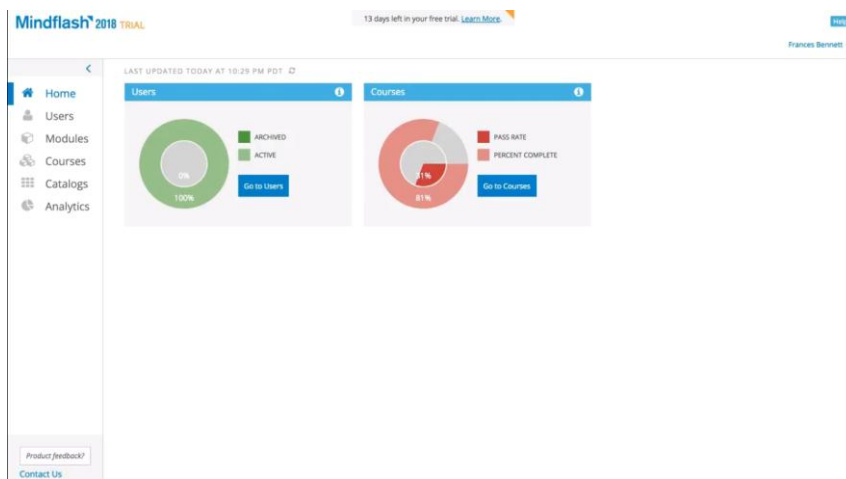 Mindflash 2018 TRIAL
13 days left in your free trial. Learn More.
Help
Frances Bennett
LAST UPDATED TODAY AT 10:29 PM PDT
Home
Users
Modules
Courses
Catalogs
Analytics
Users
ARCHIVED
ACTIVE
0%
100%
Go to Users
Courses
PASS RATE
PERCENT COMPLETE
31%
81%
Go to Courses
Product feedback?
Contact Us